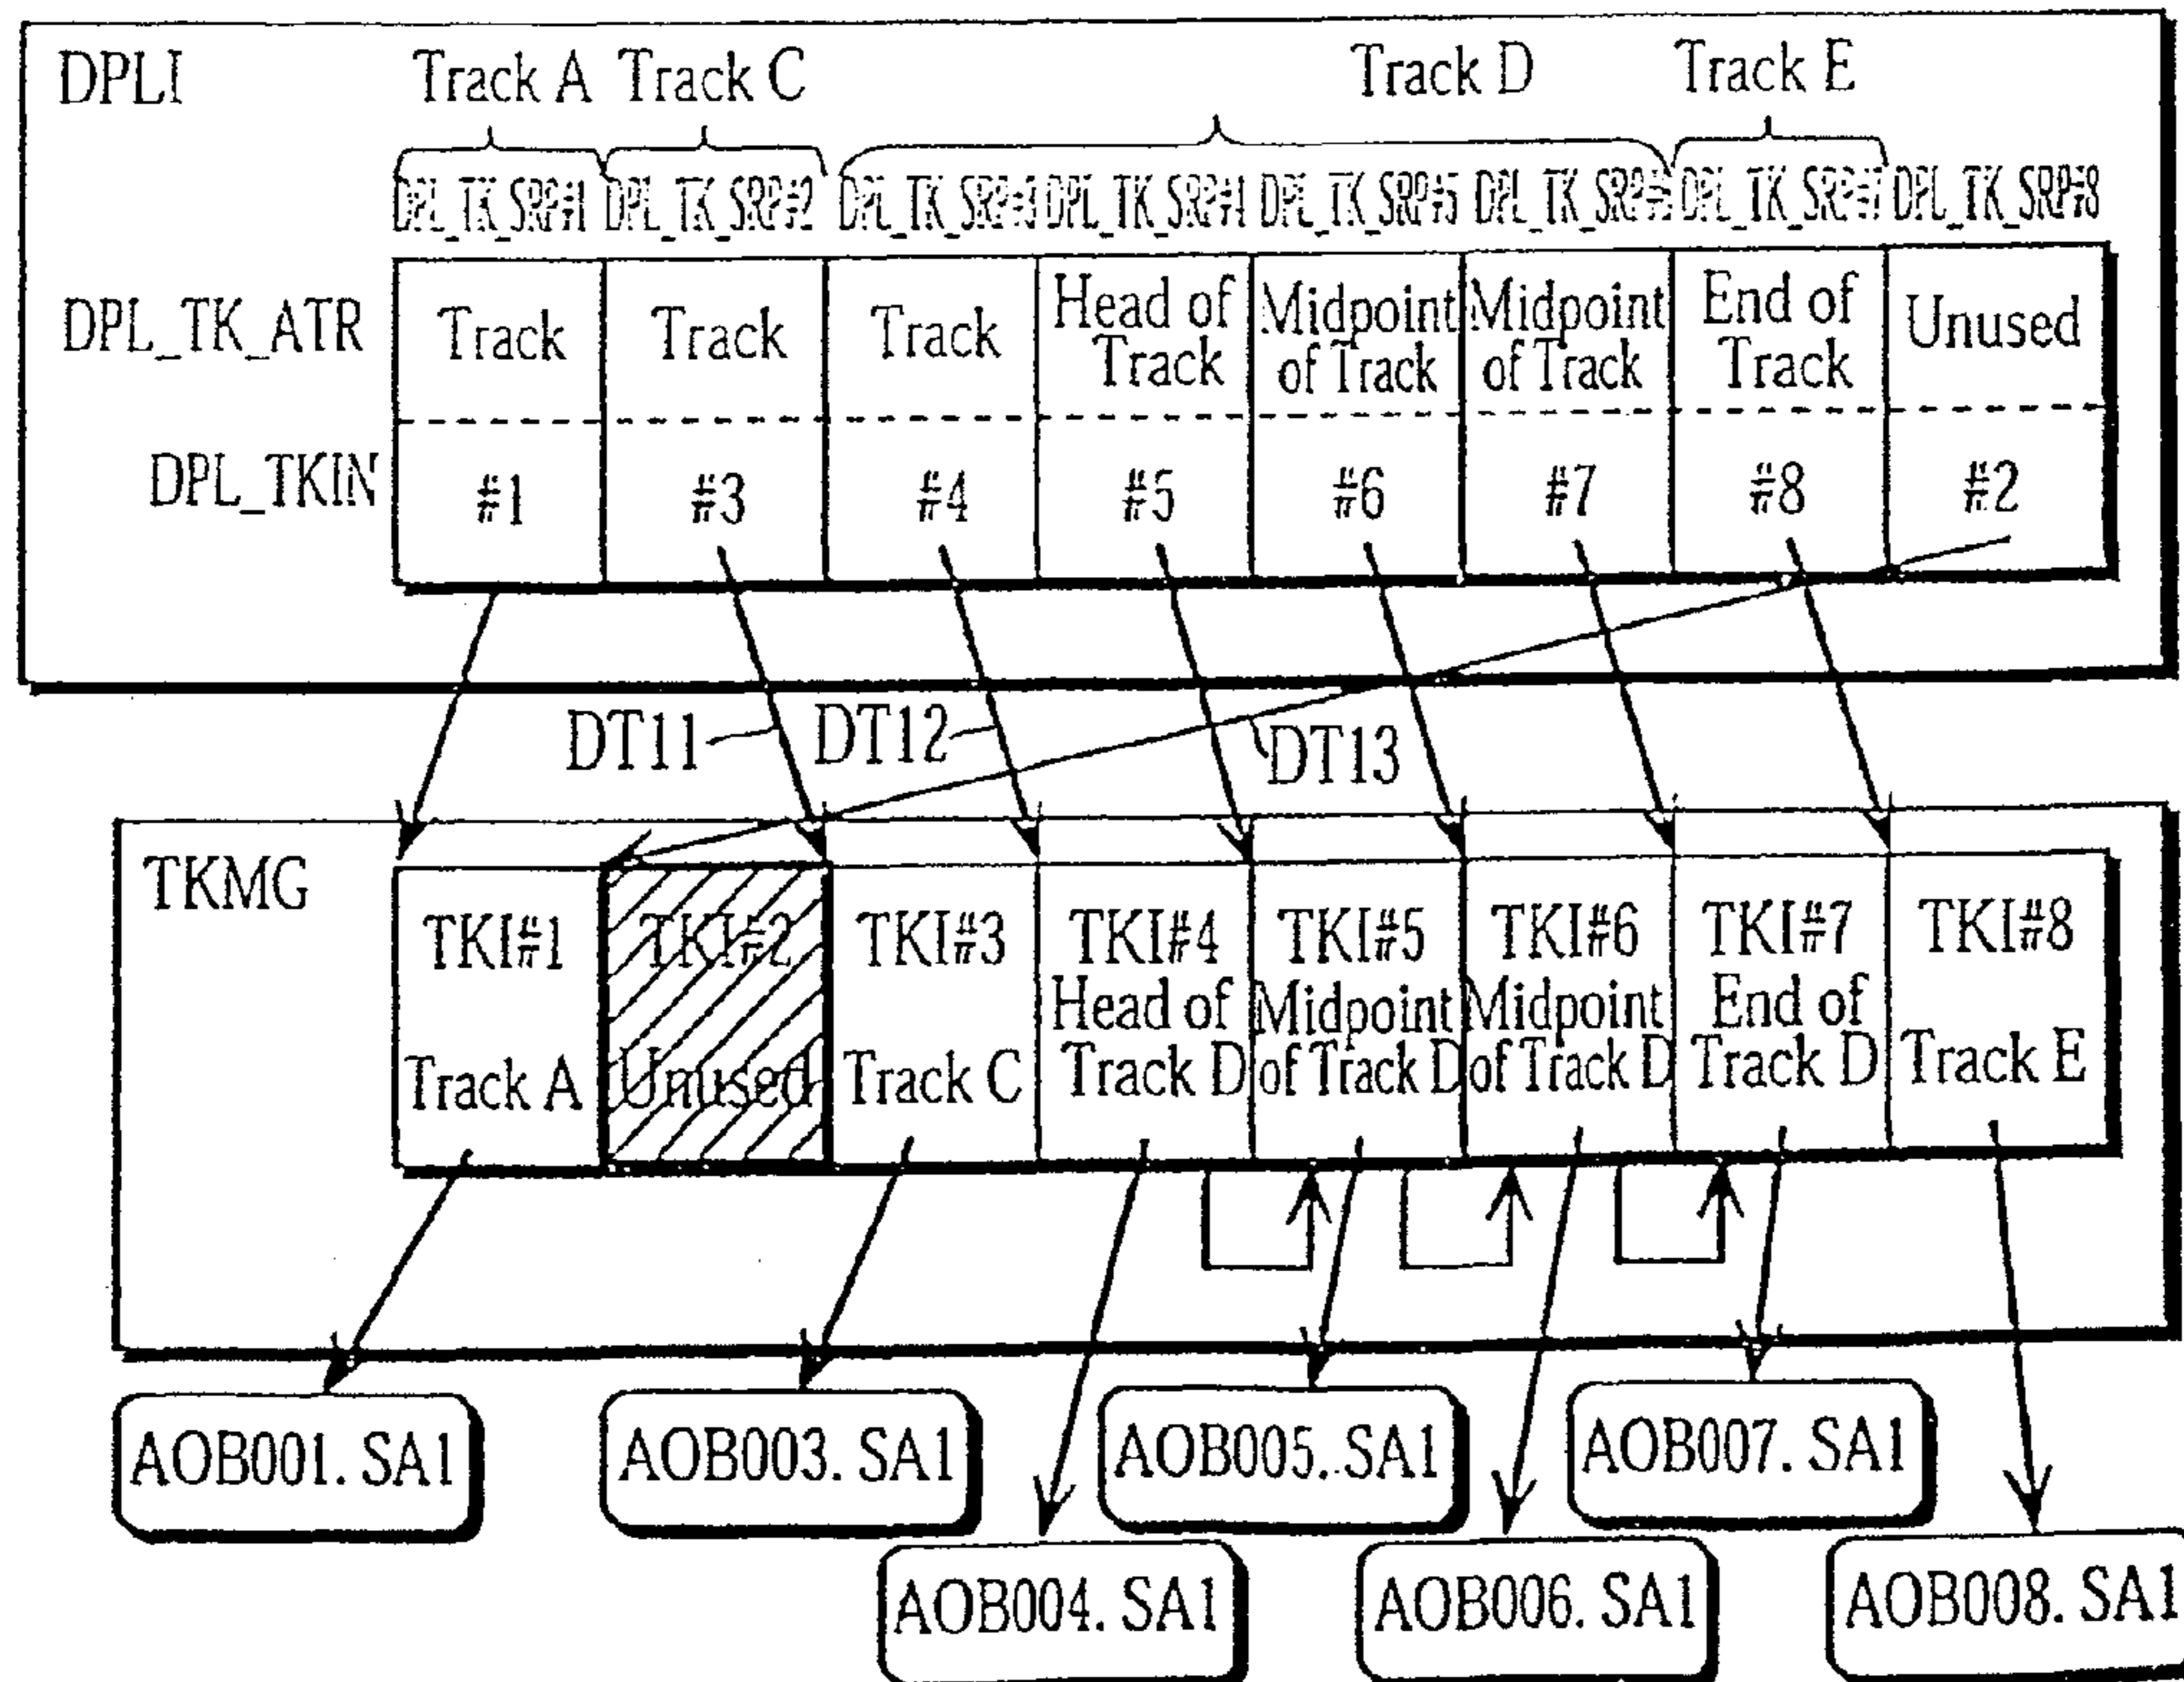 DPLI
Track A Track C Track D Track E
DPL_TK_SRP#1 DPL_TK_SRP#2 DPL_TK_SRP# DPL_TK_SRP# DPL_TK_SRP#5 DPL_TK_SRP# DPL_TK_SRP# DPL_TK_SRP#8
DPL_TK_ATR
Track
Track
Track
Head of
Track
Midpoint
of Track
Midpoint
of Track
End of
Track
Unused
DPL_TKIN
#1 #3 #4 #5 #6 #7 #8 #2
DT11 DT12 DT13
TKMG
TKI#1
Track A
TKI#2
Unused
TKI#3
Track C
TKI#4
Head of
Track D
TKI#5
Midpoint
of Track D
TKI#6
Midpoint
of Track D
TKI#7
End of
Track D
TKI#8
Track E
AOB001. SA1
AOB003. SA1
AOB005. SA1
AOB007. SA1
AOB004. SA1
AOB006. SA1
AOB008. SA1